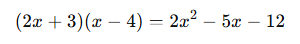 (2x + 3)(x − 4) = 2x² − 5x − 12